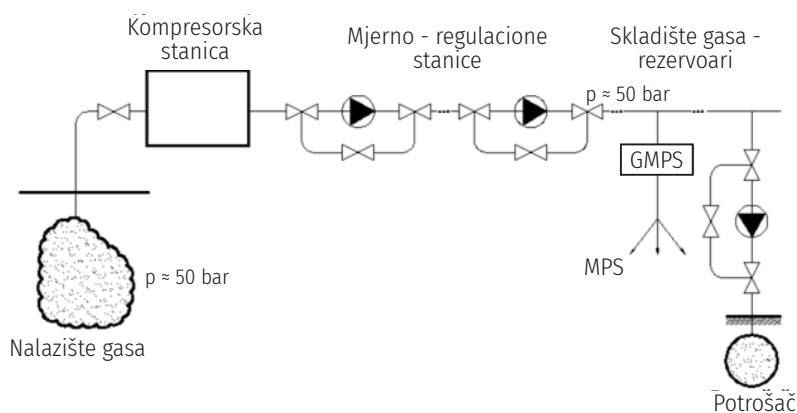 Kompresorska
stanica
Mjerno - regulacione
stanice
Skladište gasa -
rezervoari
p ≈ 50 bar
GMPS
MPS
p ≈ 50 bar
Nalazište gasa
Potrošač